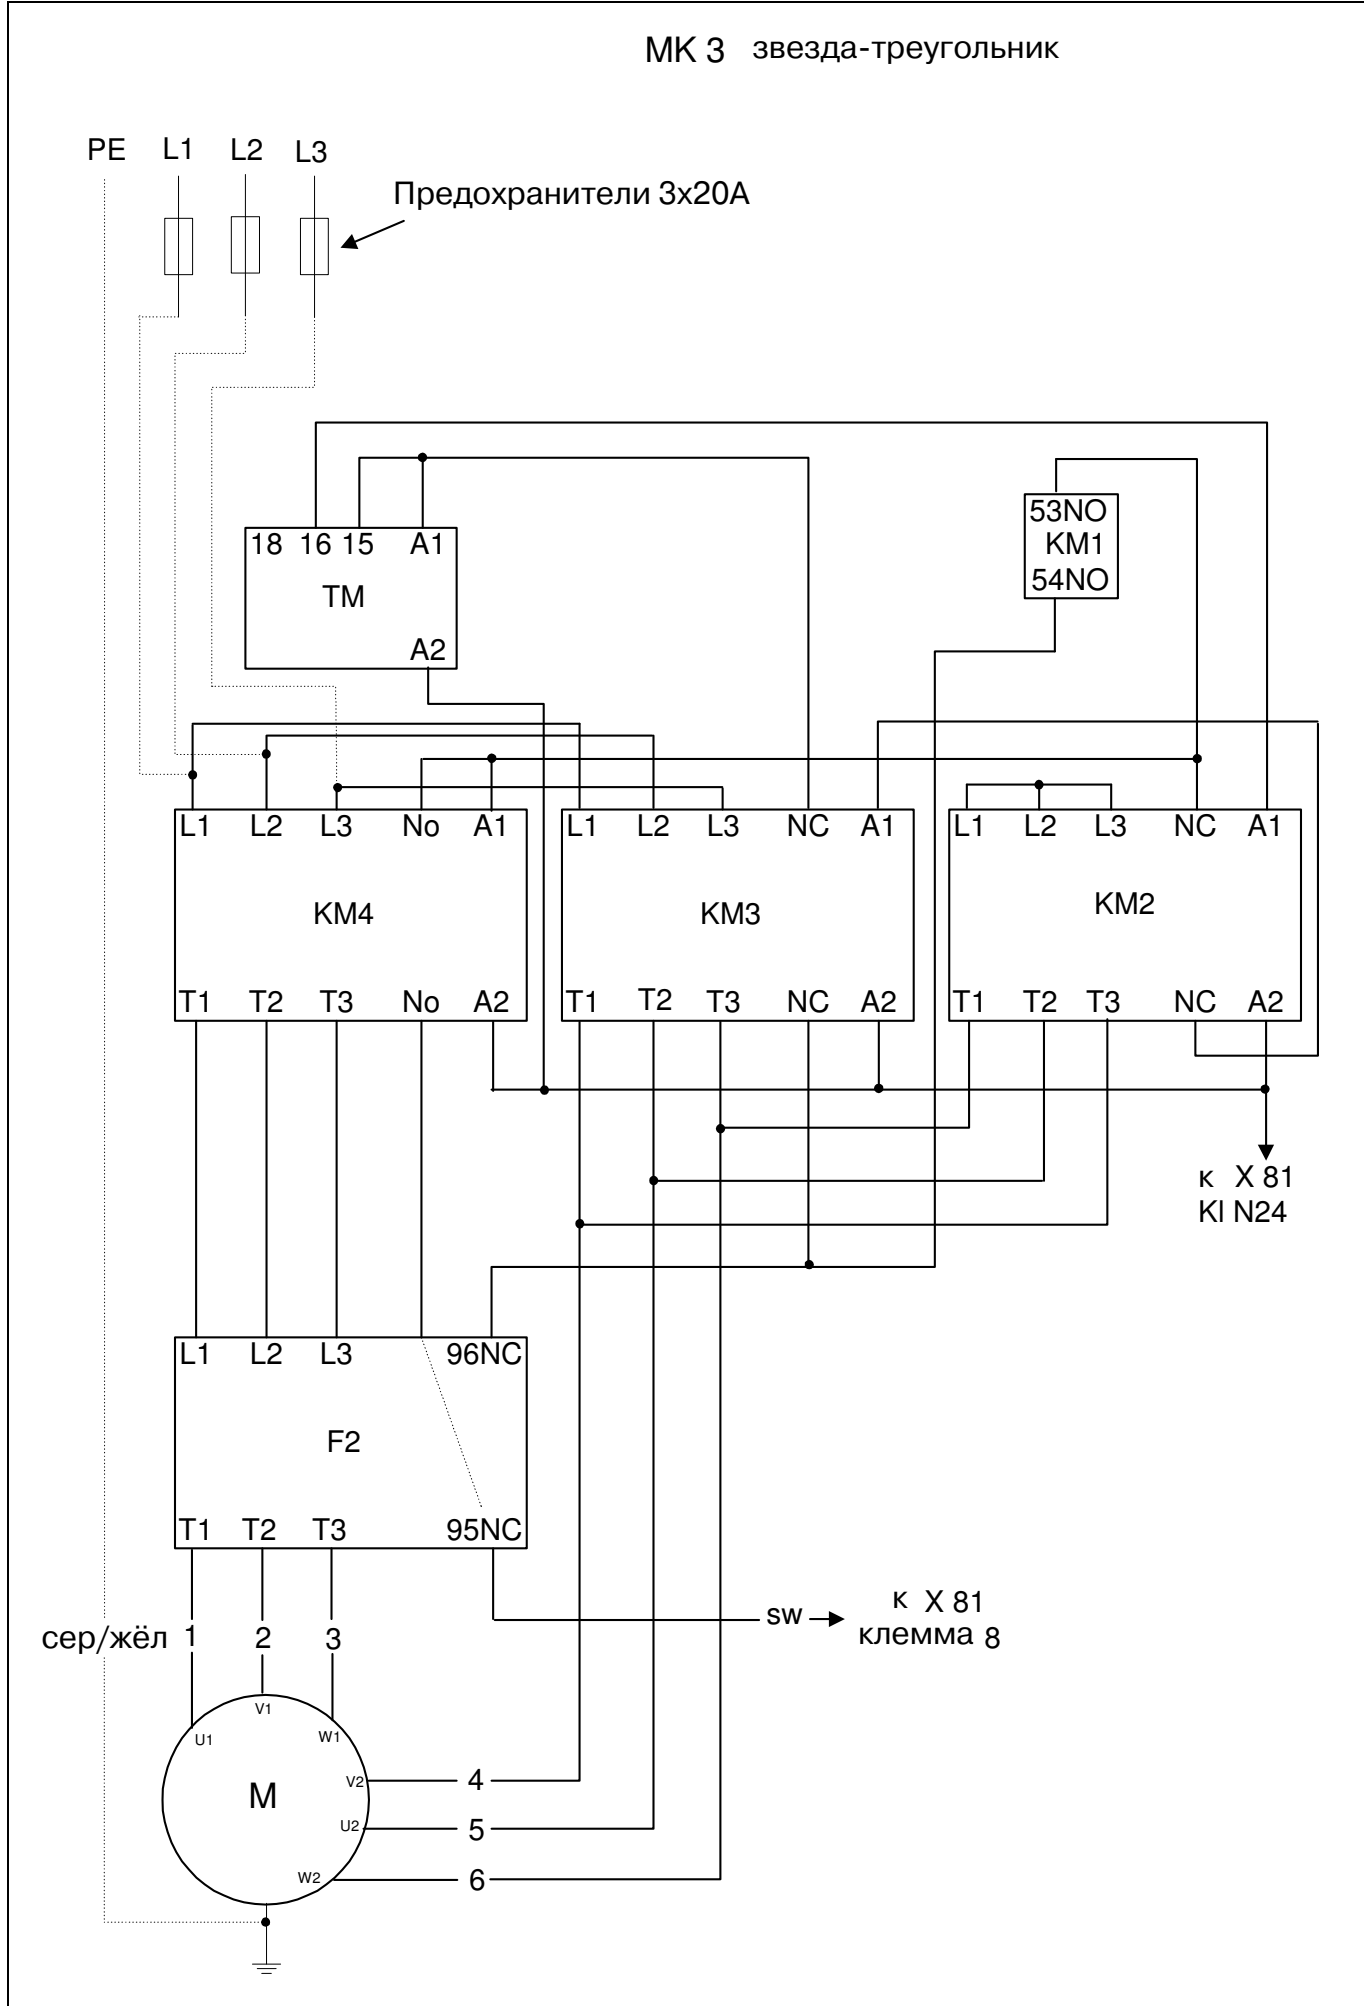 МК 3 звезда-треугольник
PE L1 L2 L3
Предохранители 3х20А
18 16 15 A1
TM
A2
53NO
KM1
54NO
L1 L2 L3 No A1
KM4
T1 T2 T3 No A2
L1 L2 L3 NC A1
KM3
T1 T2 T3 NC A2
L1 L2 L3 NC A1
KM2
T1 T2 T3 NC A2
к X 81
Kl N24
L1 L2 L3 96NC
F2
T1 T2 T3 95NC
sw
к X 81
клемма 8
сер/жёл 1 2 3
U1 V1 W1
M
V2 4
U2 5
W2 6